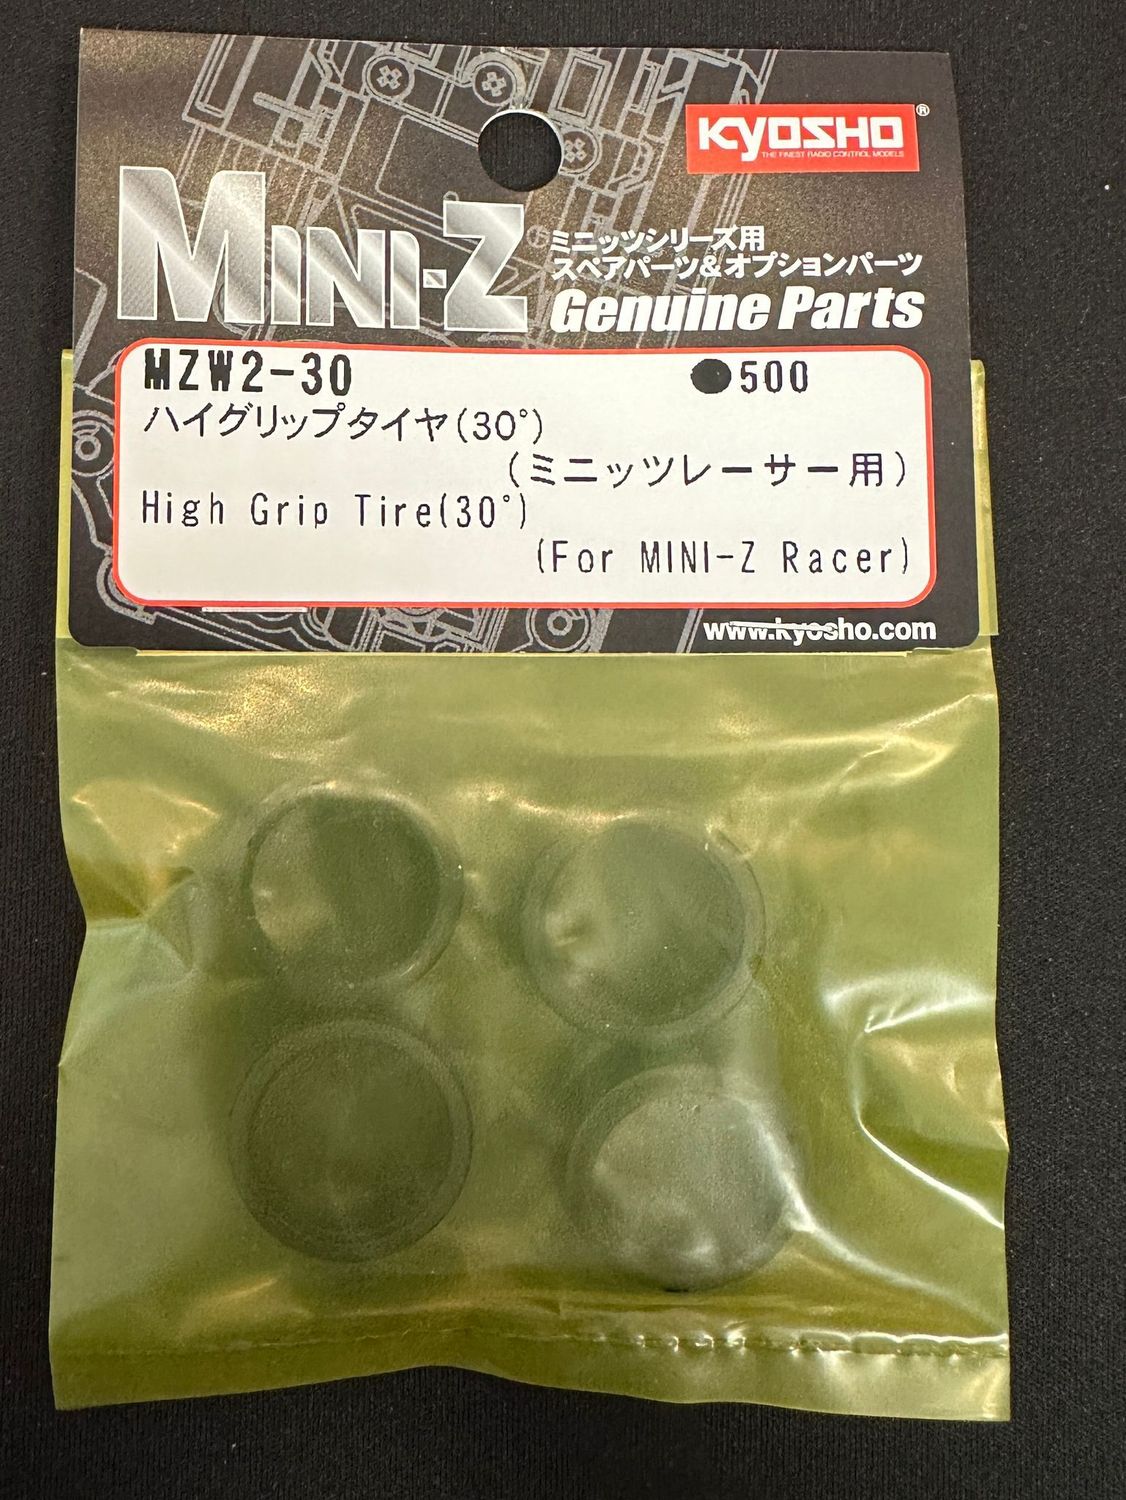 KYOSHO®
THE FINEST RADIO CONTROL MODELS
MINI-Z
ミニッツシリーズ用
スペアパーツ&オプションパーツ
Genuine Parts
MZW2-30 ●500
ハイグリップタイヤ(30°)
(ミニッツレーサー用)
High Grip Tire(30°)
(For MINI-Z Racer)
www.kyosho.com